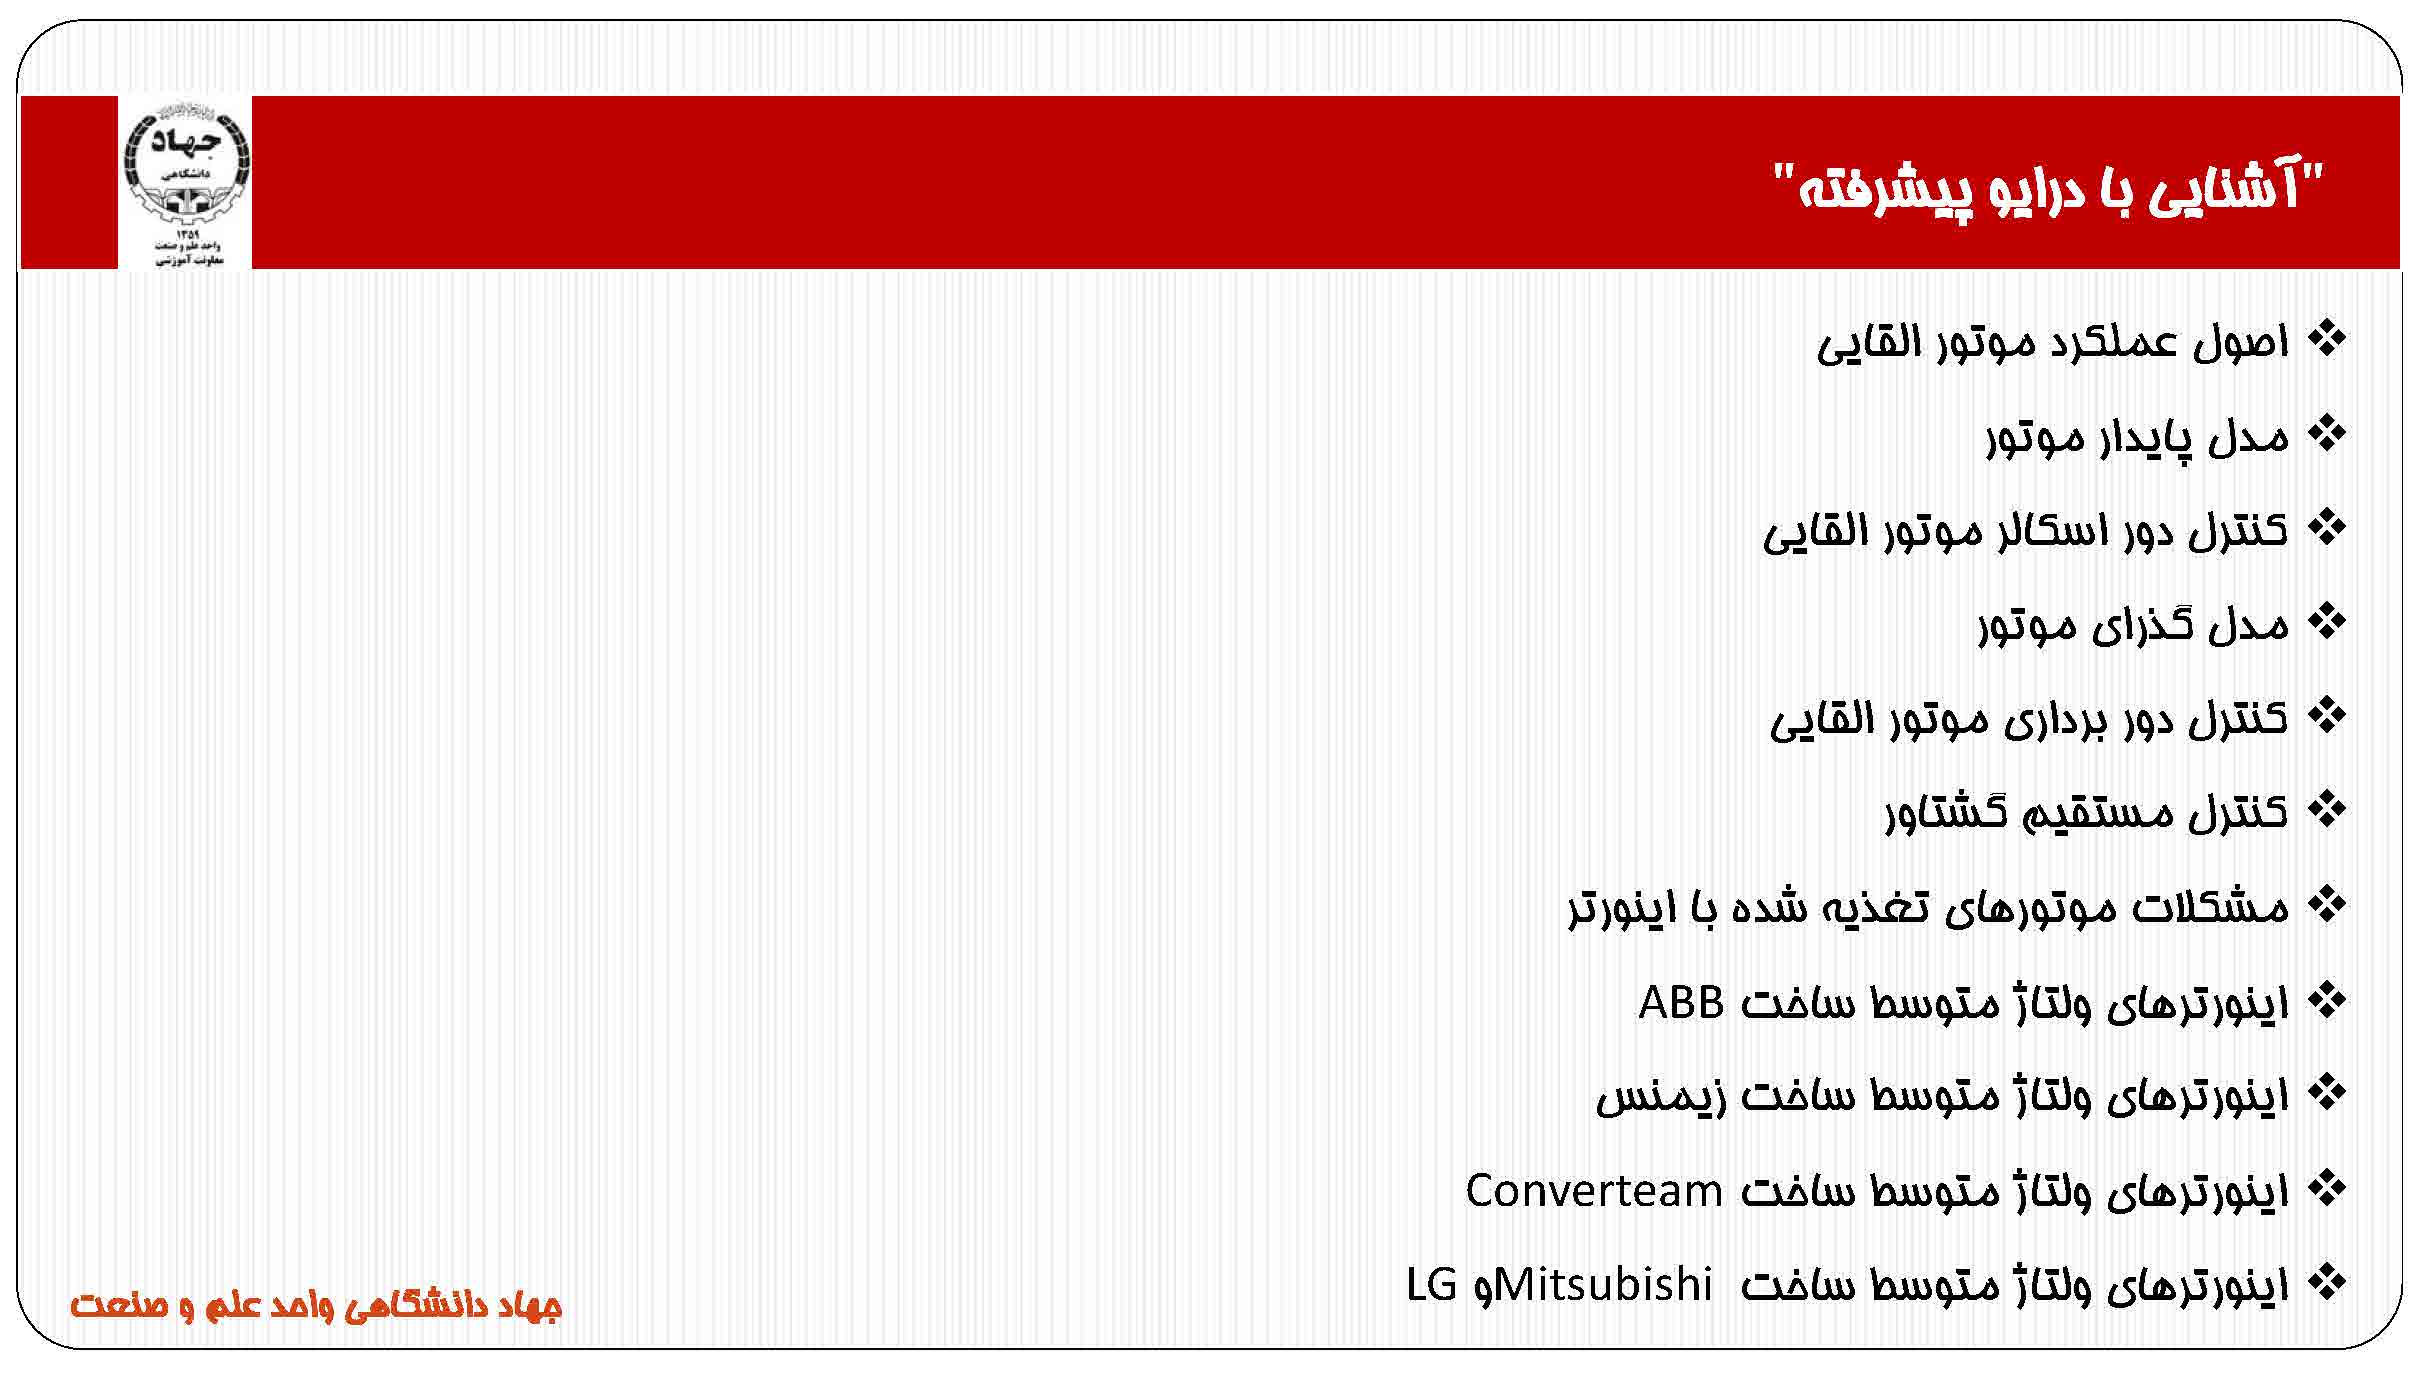 "آشنایی با درایو پیشرفته"
جهاد
دانشگاهی
۱۳۵۹
واحد علم و صنعت
معاونت آموزشی
❖ اصول عملکرد موتور القایی
❖ مدل پایدار موتور
❖ کنترل دور اسکالر موتور القایی
❖ مدل گذرای موتور
❖ کنترل دور برداری موتور القایی
❖ کنترل مستقیم گشتاور
❖ مشکلات موتورهای تغذیه شده با اینورتر
❖ اینورترهای ولتاژ متوسط ساخت ABB
❖ اینورترهای ولتاژ متوسط ساخت زیمنس
❖ اینورترهای ولتاژ متوسط ساخت Converteam
❖ اینورترهای ولتاژ متوسط ساخت Mitsubishiو LG
جهاد دانشگاهی واحد علم و صنعت